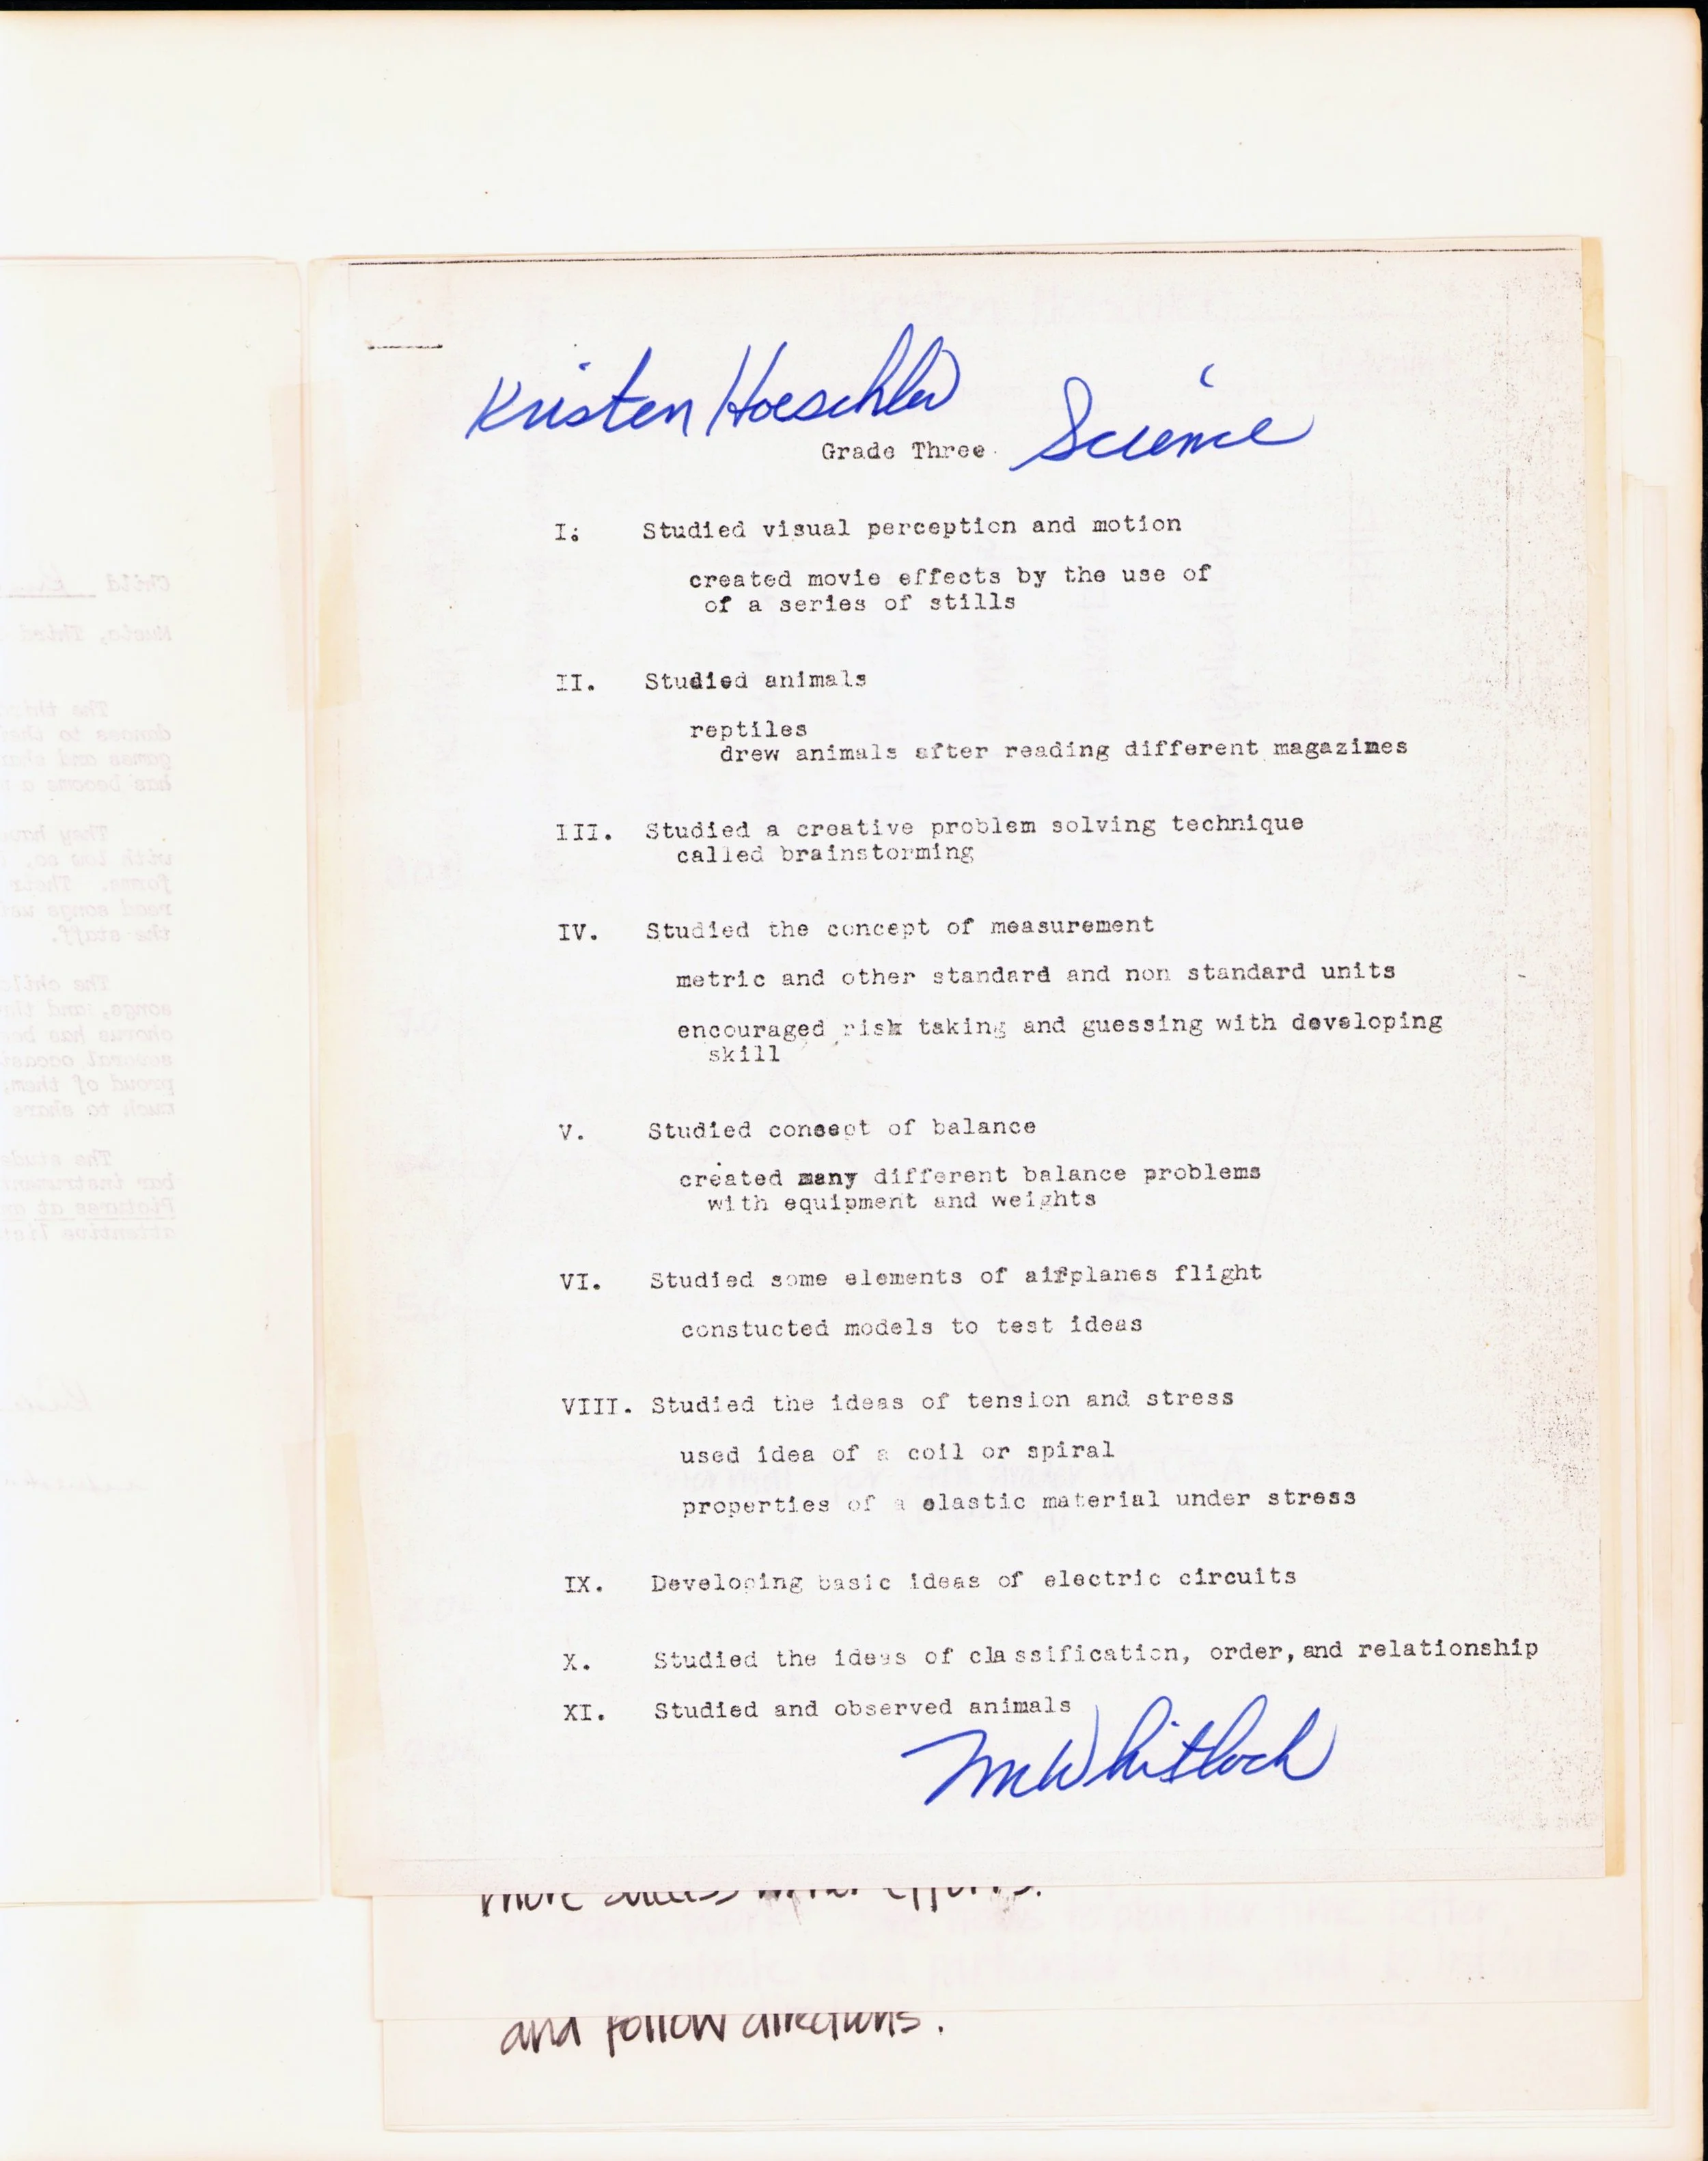 Kristen Hoeschler
Grade Three Science
I. Studied visual perception and motion
created movie effects by the use of
of a series of stills
II. Studied animals
reptiles
drew animals after reading different magazines
III. Studied a creative problem solving technique
called brainstorming
IV. Studied the concept of measurement
metric and other standard and non standard units
encouraged risk taking and guessing with developing
skill
V. Studied concept of balance
created many different balance problems
with equipment and weights
VI. Studied some elements of airplanes flight
constucted models to test ideas
VIII. Studied the ideas of tension and stress
used idea of a coil or spiral
properties of a elastic material under stress
IX. Developing basic ideas of electric circuits
X. Studied the ideas of classification, order, and relationship
XI. Studied and observed animals
M Whitlock
more success in her efforts.
and follow directions.